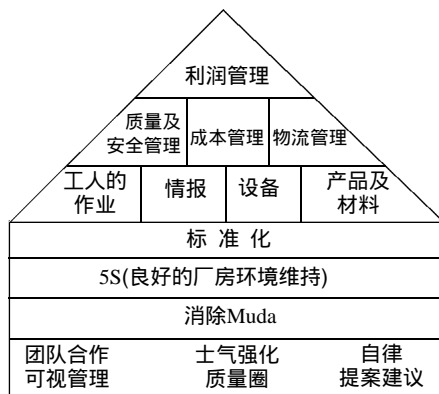 利润管理
质量及
安全管理
成本管理
物流管理
工人的
作业
情报
设备
产品及
材料
标 准 化
5S(良好的厂房环境维持)
消除Muda
团队合作 士气强化 自律
可视管理 质量圈 提案建议